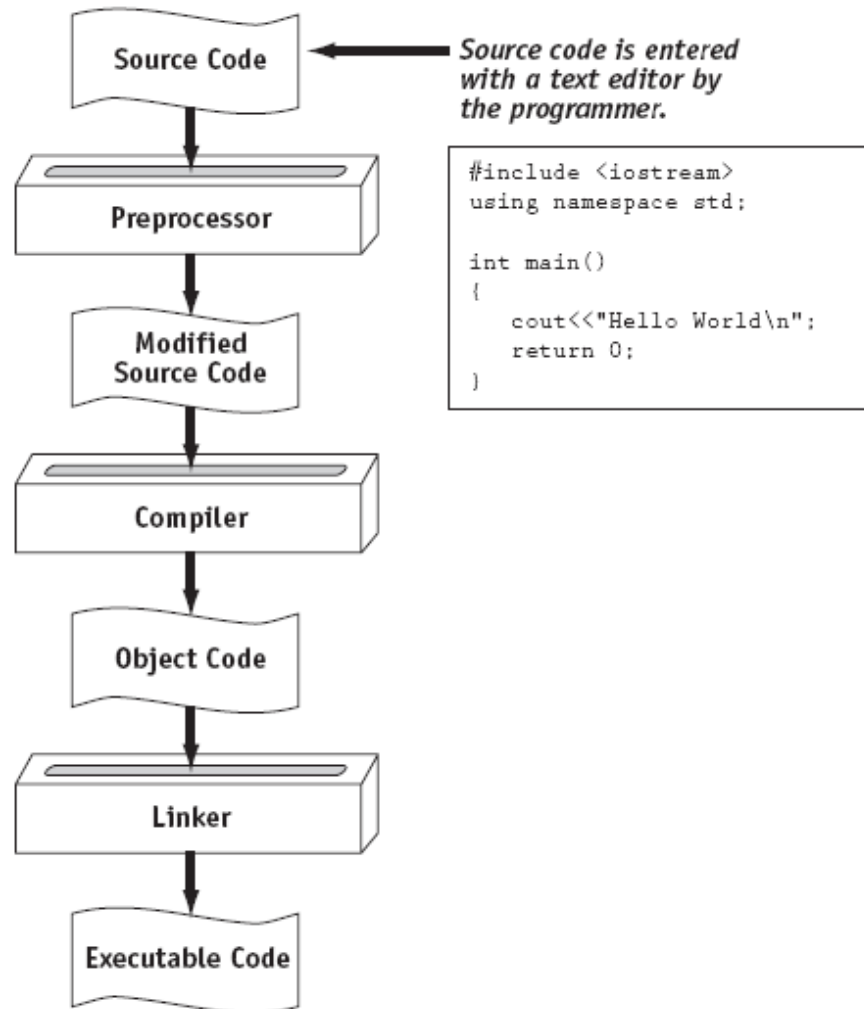 Source Code
Source code is entered
with a text editor by
the programmer.
#include <iostream>
using namespace std;
int main()
{
cout<<"Hello World\n";
return 0;
}
Preprocessor
Modified
Source Code
Compiler
Object Code
Linker
Executable Code